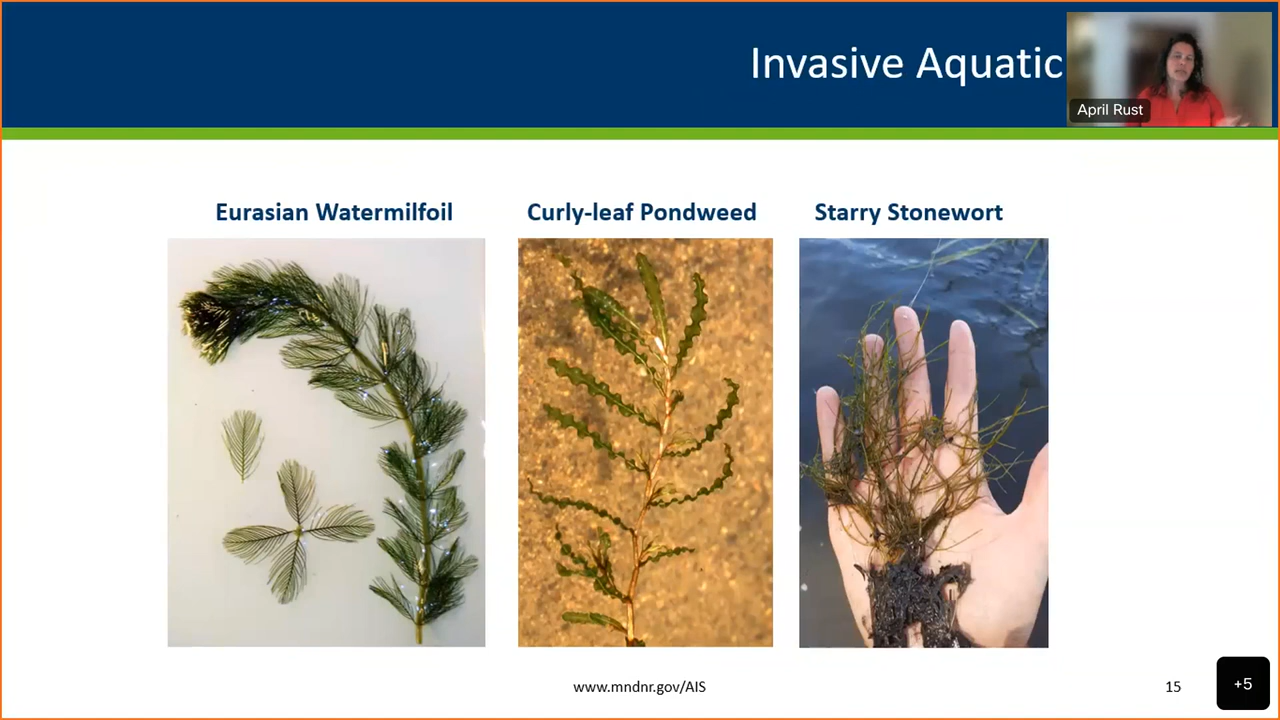 Invasive Aquatic
April Rust
Eurasian Watermilfoil
Curly-leaf Pondweed
Starry Stonewort
www.mndnr.gov/AIS
15
+5